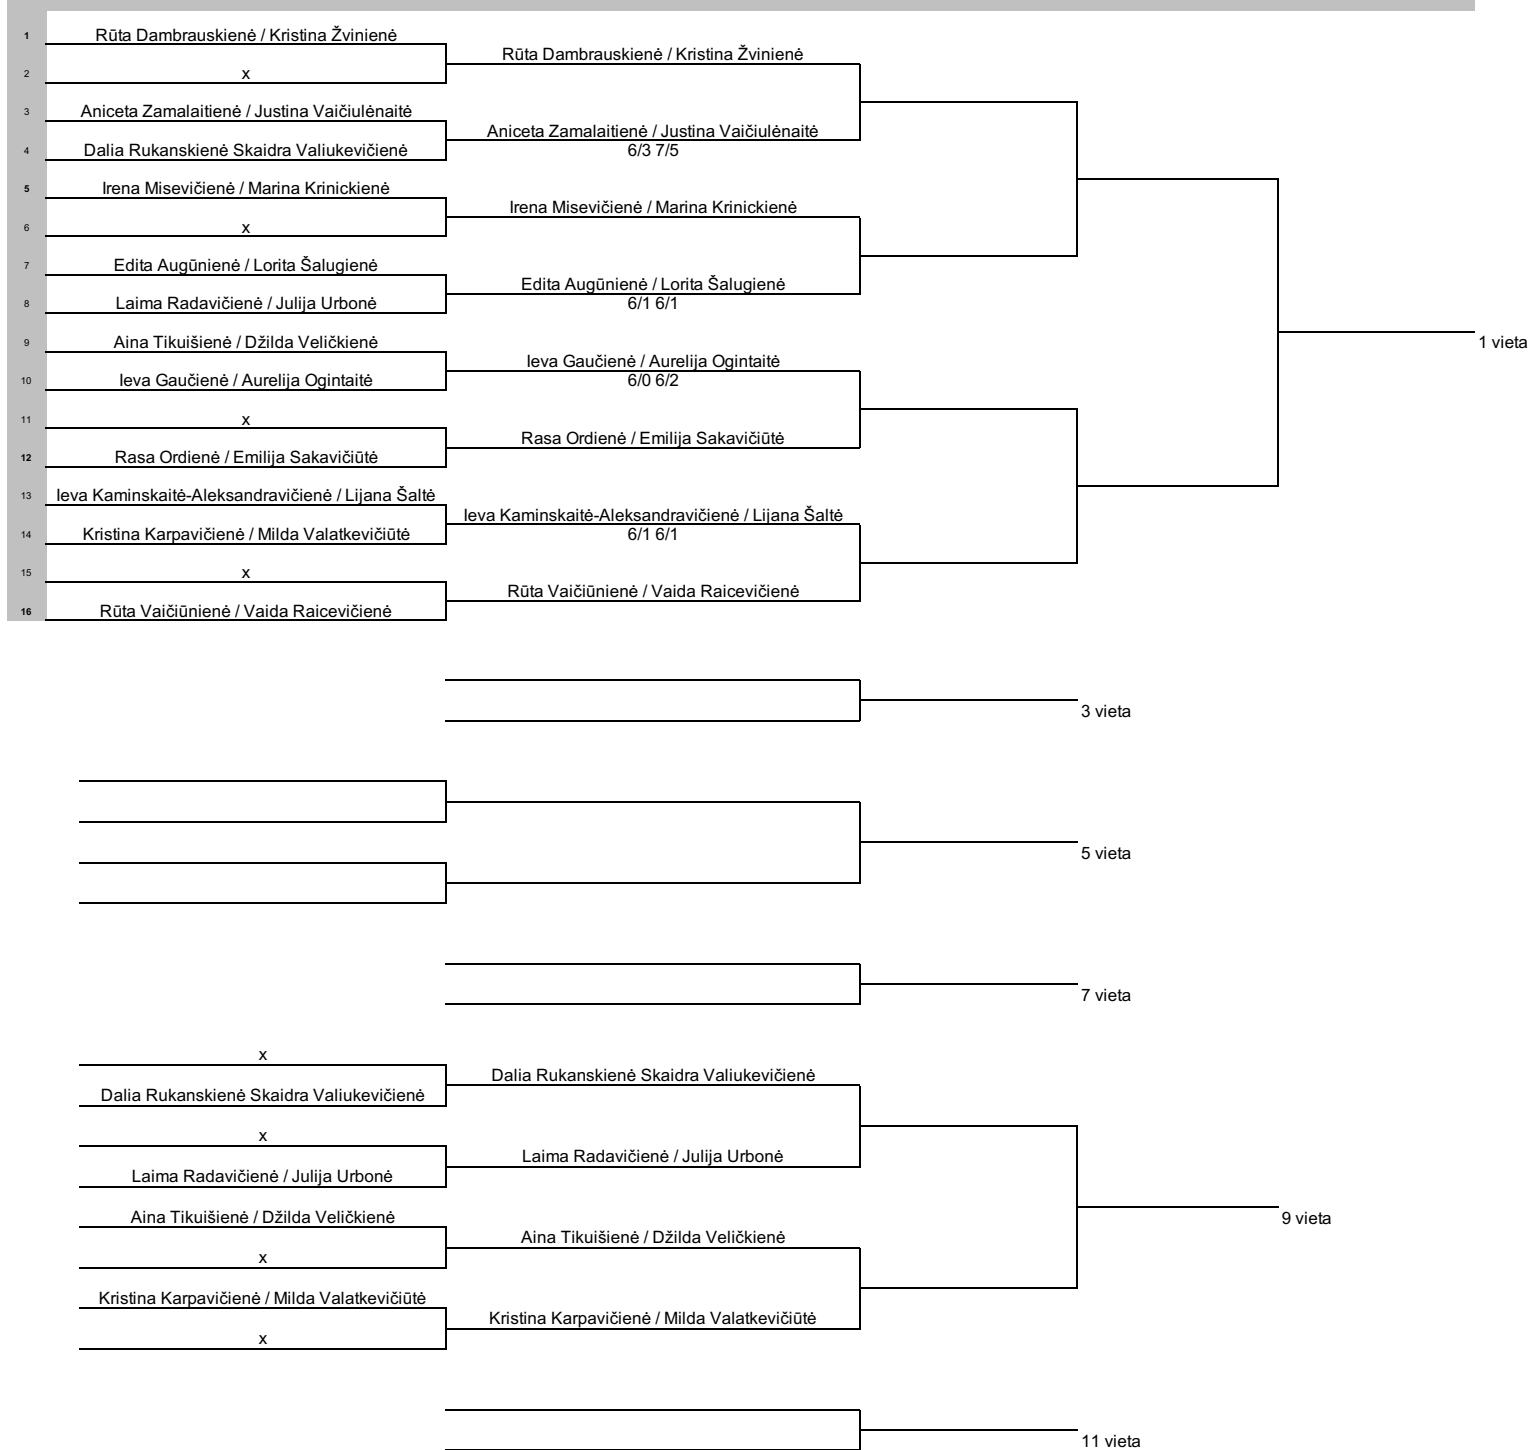 1 Rūta Dambrauskienė / Kristina Žvinienė
Rūta Dambrauskienė / Kristina Žvinienė
2 x
3 Aniceta Zamalaitienė / Justina Vaičiulėnaitė
Aniceta Zamalaitienė / Justina Vaičiulėnaitė
4 Dalia Rukanskienė Skaidra Valiukevičienė
6/3 7/5
5 Irena Misevičienė / Marina Krinickienė
Irena Misevičienė / Marina Krinickienė
6 x
7 Edita Augūnienė / Lorita Šalugienė
Edita Augūnienė / Lorita Šalugienė
8 Laima Radavičienė / Julija Urbonė
6/1 6/1
1 vieta
9 Aina Tikuišienė / Džilda Veličkienė
Ieva Gaučienė / Aurelija Ogintaitė
10 Ieva Gaučienė / Aurelija Ogintaitė
6/0 6/2
11 x
Rasa Ordienė / Emilija Sakavičiūtė
12 Rasa Ordienė / Emilija Sakavičiūtė
13 Ieva Kaminskaitė-Aleksandravičienė / Lijana Šaltė
Ieva Kaminskaitė-Aleksandravičienė / Lijana Šaltė
14 Kristina Karpavičienė / Milda Valatkevičiūtė
6/1 6/1
15 x
Rūta Vaičiūnienė / Vaida Raicevičienė
16 Rūta Vaičiūnienė / Vaida Raicevičienė
3 vieta
5 vieta
7 vieta
x
Dalia Rukanskienė Skaidra Valiukevičienė
Dalia Rukanskienė Skaidra Valiukevičienė
x
Laima Radavičienė / Julija Urbonė
Laima Radavičienė / Julija Urbonė
Aina Tikuišienė / Džilda Veličkienė
9 vieta
Aina Tikuišienė / Džilda Veličkienė
x
Kristina Karpavičienė / Milda Valatkevičiūtė
Kristina Karpavičienė / Milda Valatkevičiūtė
x
11 vieta